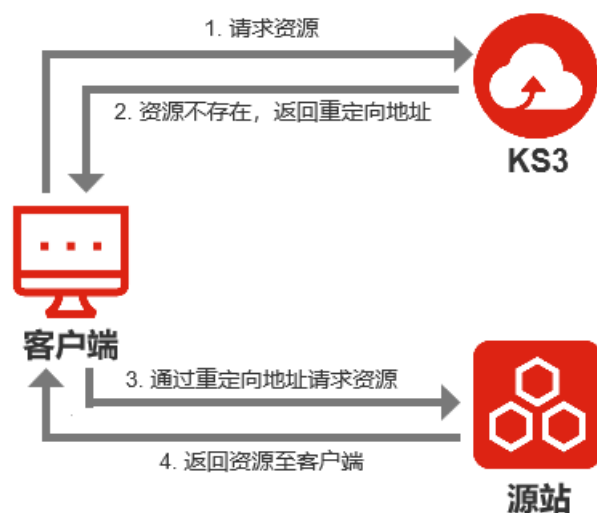 1. 请求资源
2. 资源不存在，返回重定向地址
KS3
客户端
3. 通过重定向地址请求资源
4. 返回资源至客户端
源站